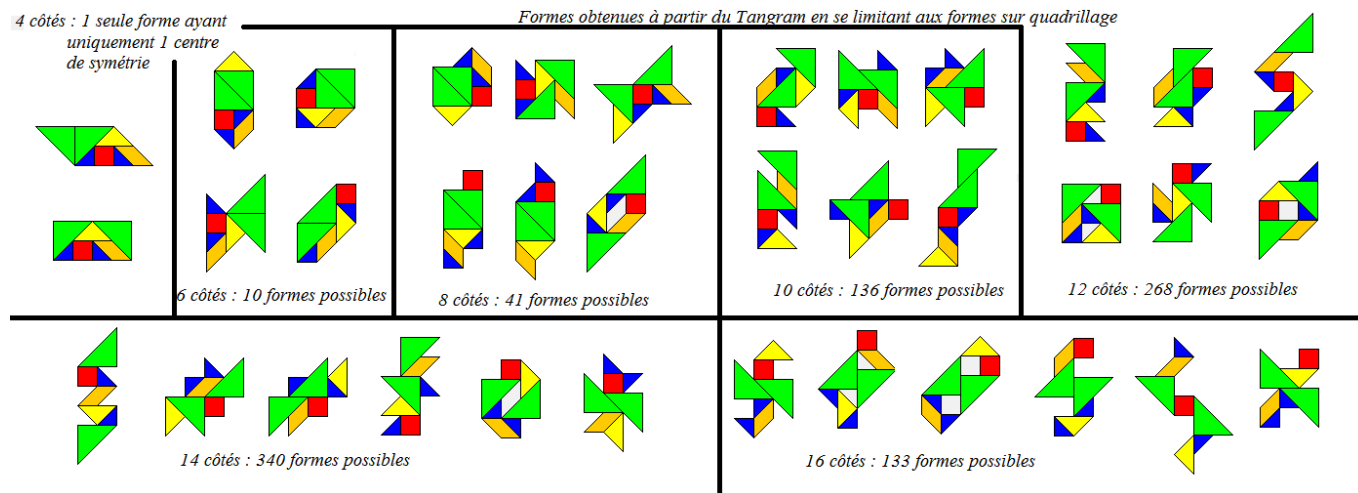 4 côtés : 1 seule forme ayant
uniquement 1 centre
de symétrie
Formes obtenues à partir du Tangram en se limitant aux formes sur quadrillage
6 côtés : 10 formes possibles
8 côtés : 41 formes possibles
10 côtés : 136 formes possibles
12 côtés : 268 formes possibles
14 côtés : 340 formes possibles
16 côtés : 133 formes possibles